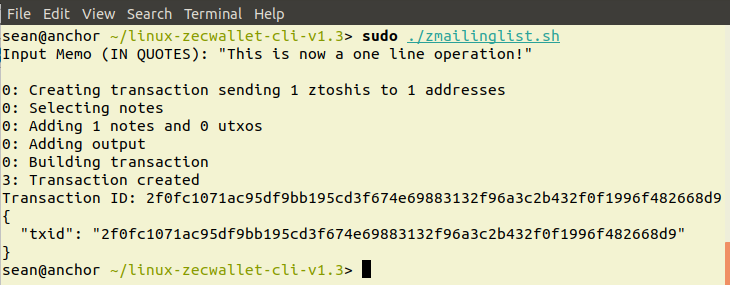 File Edit View Search Terminal Help
sean@anchor ~/linux-zecwallet-cli-v1.3> sudo ./zmailinglist.sh
Input Memo (IN QUOTES): "This is now a one line operation!"
0: Creating transaction sending 1 ztoshis to 1 addresses
0: Selecting notes
0: Adding 1 notes and 0 utxos
0: Adding output
0: Building transaction
3: Transaction created
Transaction ID: 2f0fc1071ac95df9bb195cd3f674e69883132f96a3c2b432f0f1996f482668d9
{
"txid": "2f0fc1071ac95df9bb195cd3f674e69883132f96a3c2b432f0f1996f482668d9"
}
sean@anchor ~/linux-zecwallet-cli-v1.3>